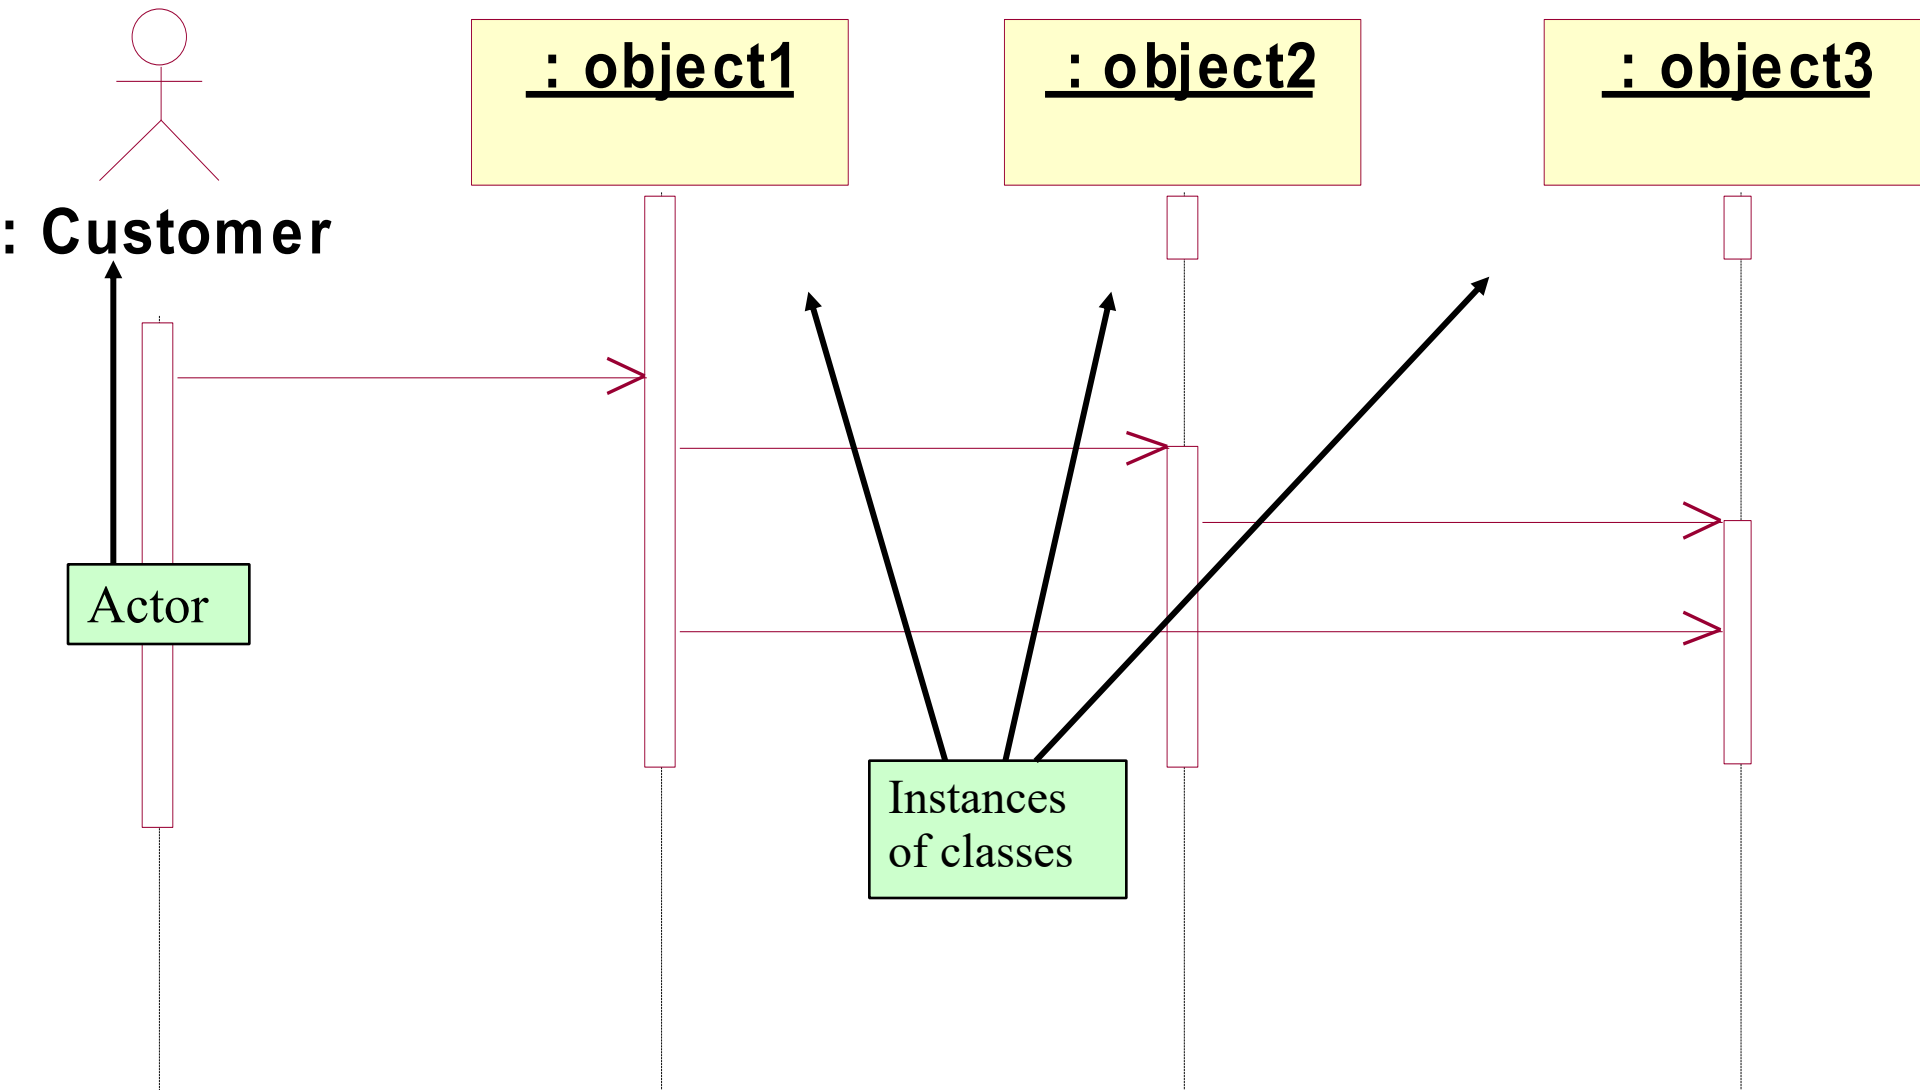 : object1
: object2
: object3
: Customer
Actor
Instances
of classes